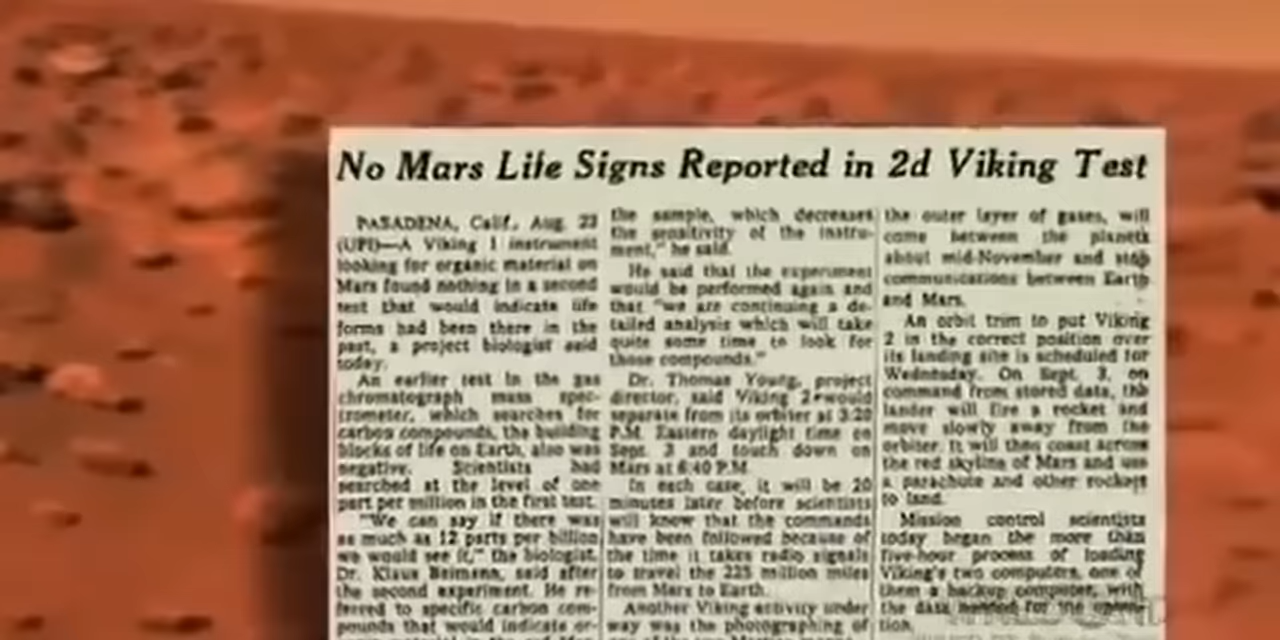 No Mars Life Signs Reported in 2d Viking Test
PASADENA, Calif., Aug. 23
(UPI)—A Viking 1 instrument
looking for organic material on
Mars found nothing in a second
test that would indicate life
forms had been there in the
past, a project biologist said
today.
An earlier test in the gas
chromatograph mass spec-
trometer, which searches for
carbon compounds, the building
blocks of life on Earth, also was
negative. Scientists had
searched at the level of one
part per million in the first test.
"We can say if there was
as much as 12 parts per billion
we would see it," the biologist,
Dr. Klaus Beimann, said after
the second experiment. He re-
ferred to specific carbon com-
pounds that would indicate or-
the sample, which decreases
the sensitivity of the instru-
ment," he said.
He said that the experiment
would be performed again and
that "we are continuing a de-
tailed analysis which will take
quite some time to look for
those compounds."
Dr. Thomas Young, project
director, said Viking 2 would
separate from its orbiter at 3:20
P.M. Eastern daylight time on
Sept. 3 and touch down on
Mars at 6:40 P.M.
In each case, it will be 20
minutes later before scientists
will know that the commands
have been followed because of
the time it takes radio signals
to travel the 225 million miles
from Mars to Earth.
Another Viking activity under
way was the photographing of
the outer layer of gases, will
come between the planets
about mid-November and stop
communications between Earth
and Mars.
An orbit trim to put Viking
2 in the correct position over
its landing site is scheduled for
Wednesday. On Sept. 3, on
command from stored data, the
lander will fire a rocket and
move slowly away from the
orbiter. It will then coast across
the red skyline of Mars and use
a parachute and other rockets
to land.
Mission control scientists
today began the more than
five-hour process of loading
Viking's two computers, one of
them a backup computer, with
the data needed for the opera-
tion.